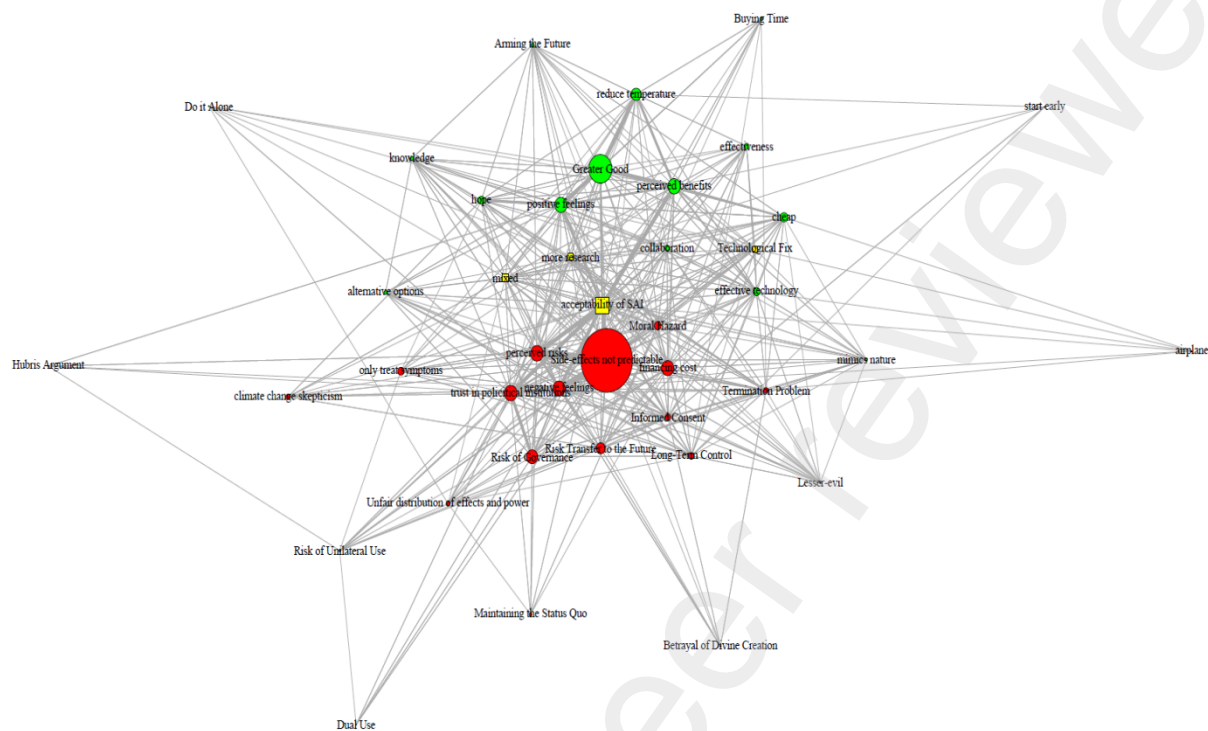 Buying Time
Arming the Future
reduce temperature
Do it Alone
start early
effectiveness
knowledge
Greater Good
perceived benefits
hope
positive feelings
cheap
collaboration
Technological Fix
more research
mixed
alternative options
effective technology
acceptability of SAI
Moral Hazard
airplane
perceived risks
Side-effects not predictable
mimics nature
Hubris Argument
financing cost
only treat symptoms
negative feelings
trust in policitical institutions
Termination Problem
climate change skepticism
Informed Consent
Risk Transfer to the Future
Long-Term Control
Risk of Governance
Lesser-evil
Unfair distribution of effects and power
Risk of Unilateral Use
Maintaining the Status Quo
Betrayal of Divine Creation
Dual Use
eer reviewe